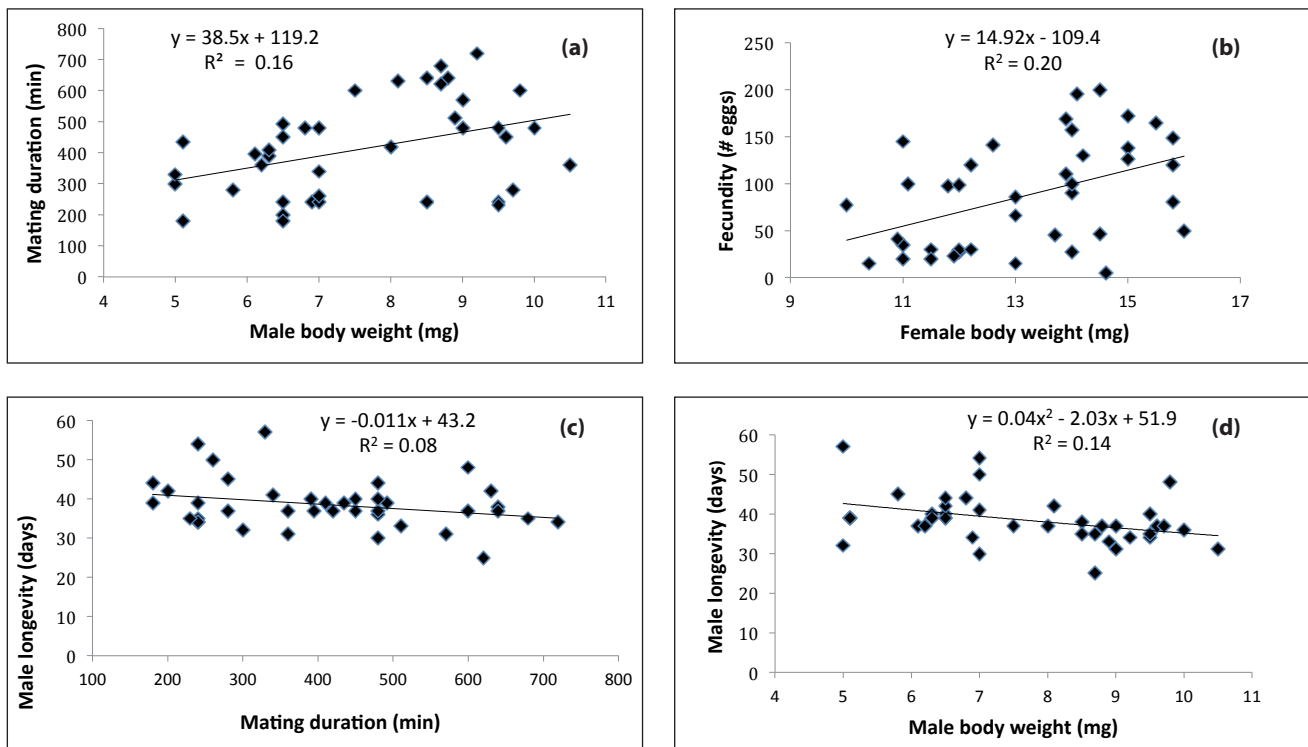 y = 38.5x + 119.2
R² = 0.16
(a)
800
700
600
500
400
300
200
100
0
Mating duration (min)
4 5 6 7 8 9 10 11
Male body weight (mg)
y = 14.92x - 109.4
R² = 0.20
(b)
250
200
150
100
50
0
Fecundity (# eggs)
9 11 13 15 17
Female body weight (mg)
y = -0.011x + 43.2
R² = 0.08
(c)
60
50
40
30
20
10
0
Male longevity (days)
100 200 300 400 500 600 700 800
Mating duration (min)
y = 0.04x² - 2.03x + 51.9
R² = 0.14
(d)
60
50
40
30
20
10
0
Male longevity (days)
4 5 6 7 8 9 10 11
Male body weight (mg)